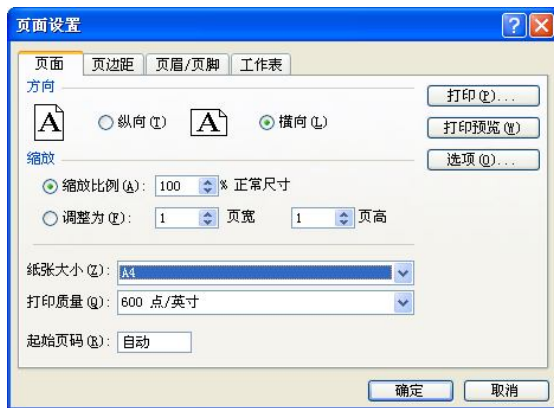 页面设置
页面 页边距 页眉/页脚 工作表
方向
打印(P)...
A 纵向(T) A 横向(L)
打印预览(W)
缩放
选项(O)...
缩放比例(A): 100 % 正常尺寸
调整为(F): 1 页宽 1 页高
纸张大小(Z): A4
打印质量(Q): 600 点/英寸
起始页码(R): 自动
确定 取消